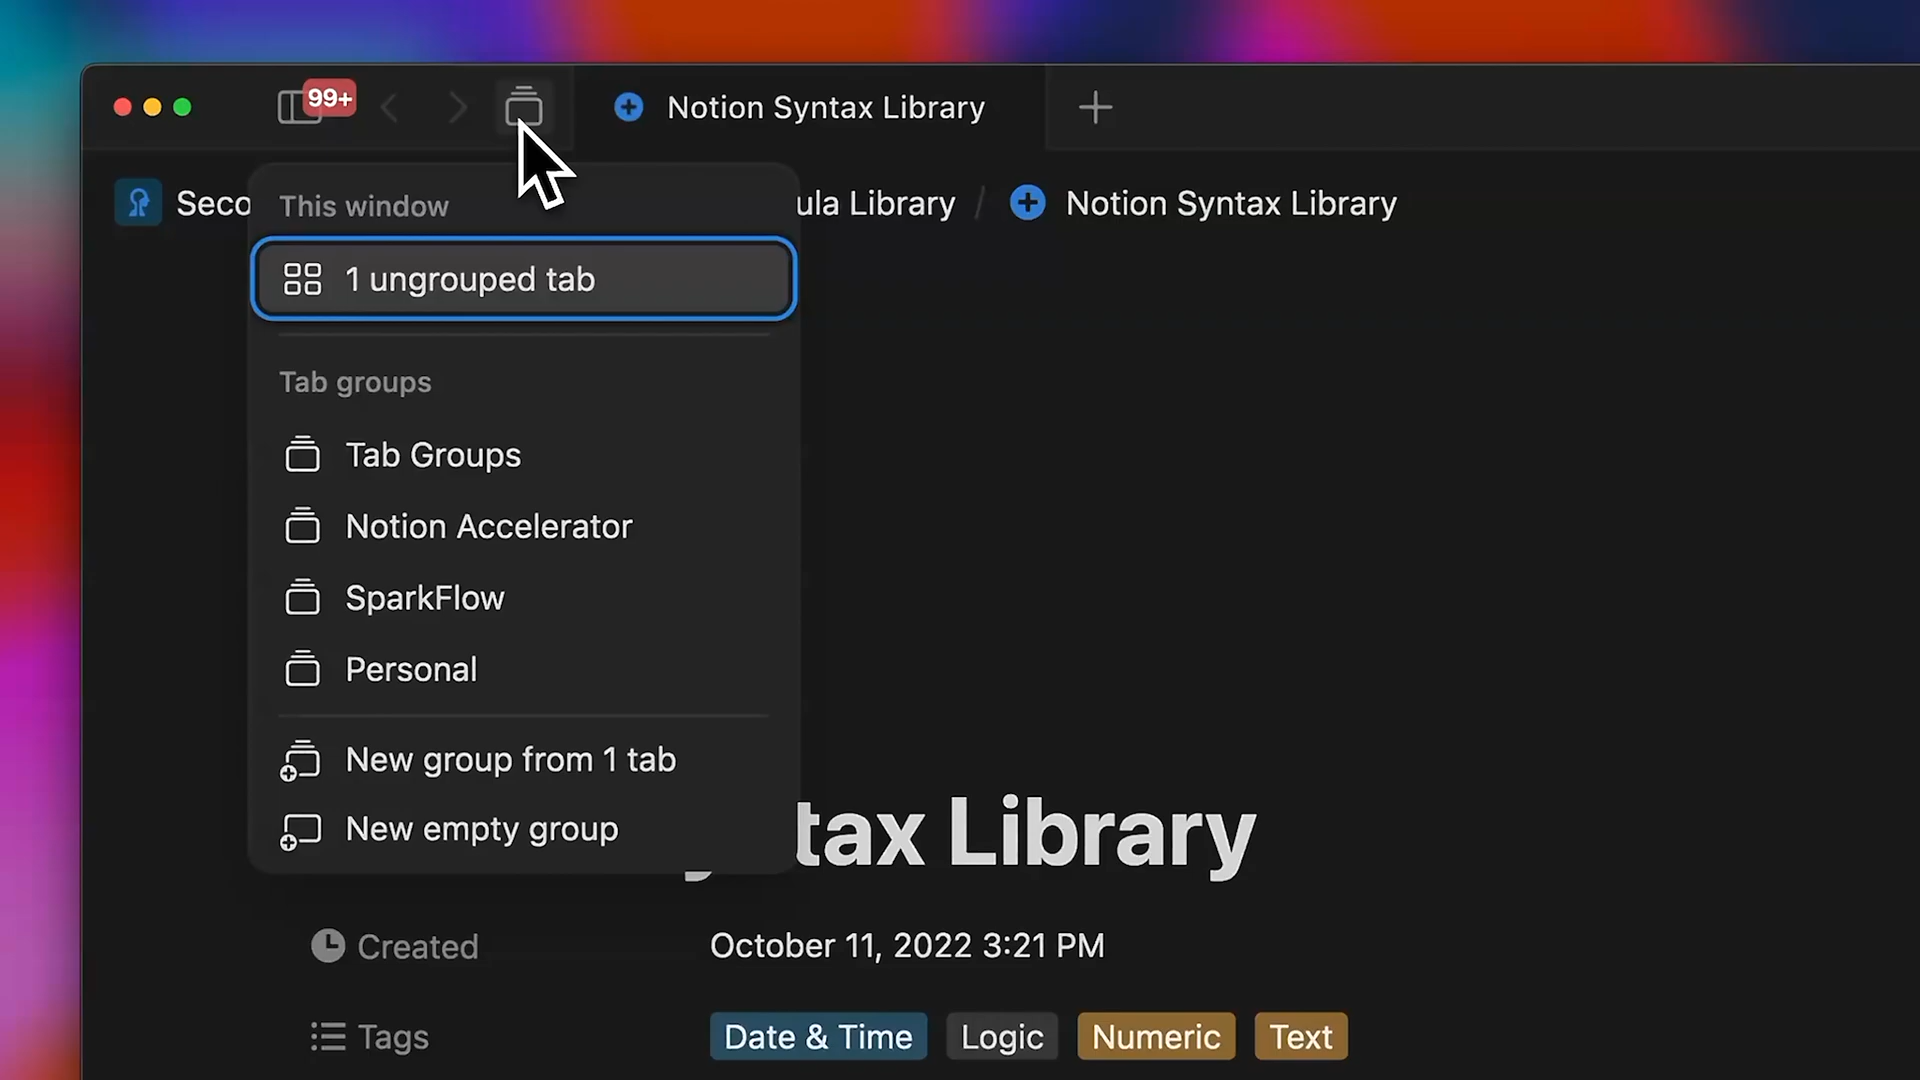 99+
Notion Syntax Library
Seco
ula Library / Notion Syntax Library
This window
1 ungrouped tab
Tab groups
Tab Groups
Notion Accelerator
SparkFlow
Personal
New group from 1 tab
New empty group
tax Library
Created October 11, 2022 3:21 PM
Tags Date & Time Logic Numeric Text